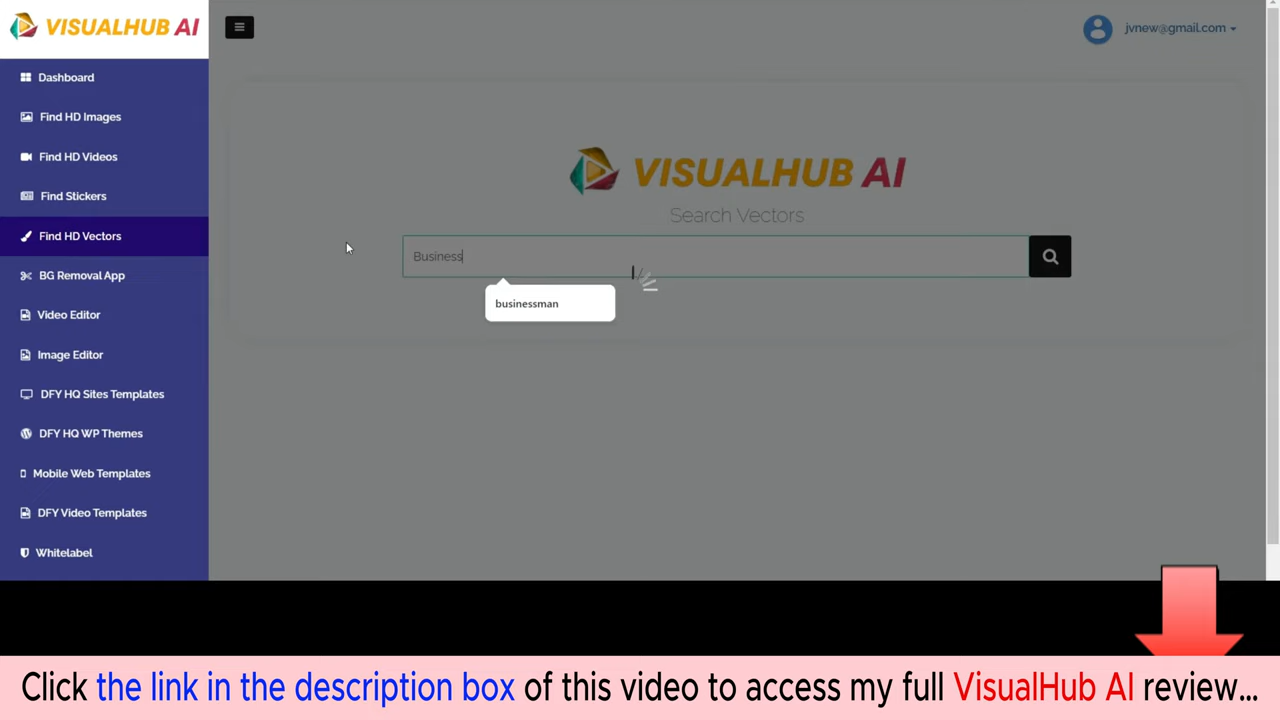 VISUALHUB AI
jvnew@gmail.com
Dashboard
Find HD Images
Find HD Videos
Find Stickers
Find HD Vectors
BG Removal App
Video Editor
Image Editor
DFY HQ Sites Templates
DFY HQ WP Themes
Mobile Web Templates
DFY Video Templates
Whitelabel
VISUALHUB AI
Search Vectors
Business
businessman
Click the link in the description box of this video to access my full VisualHub AI review...